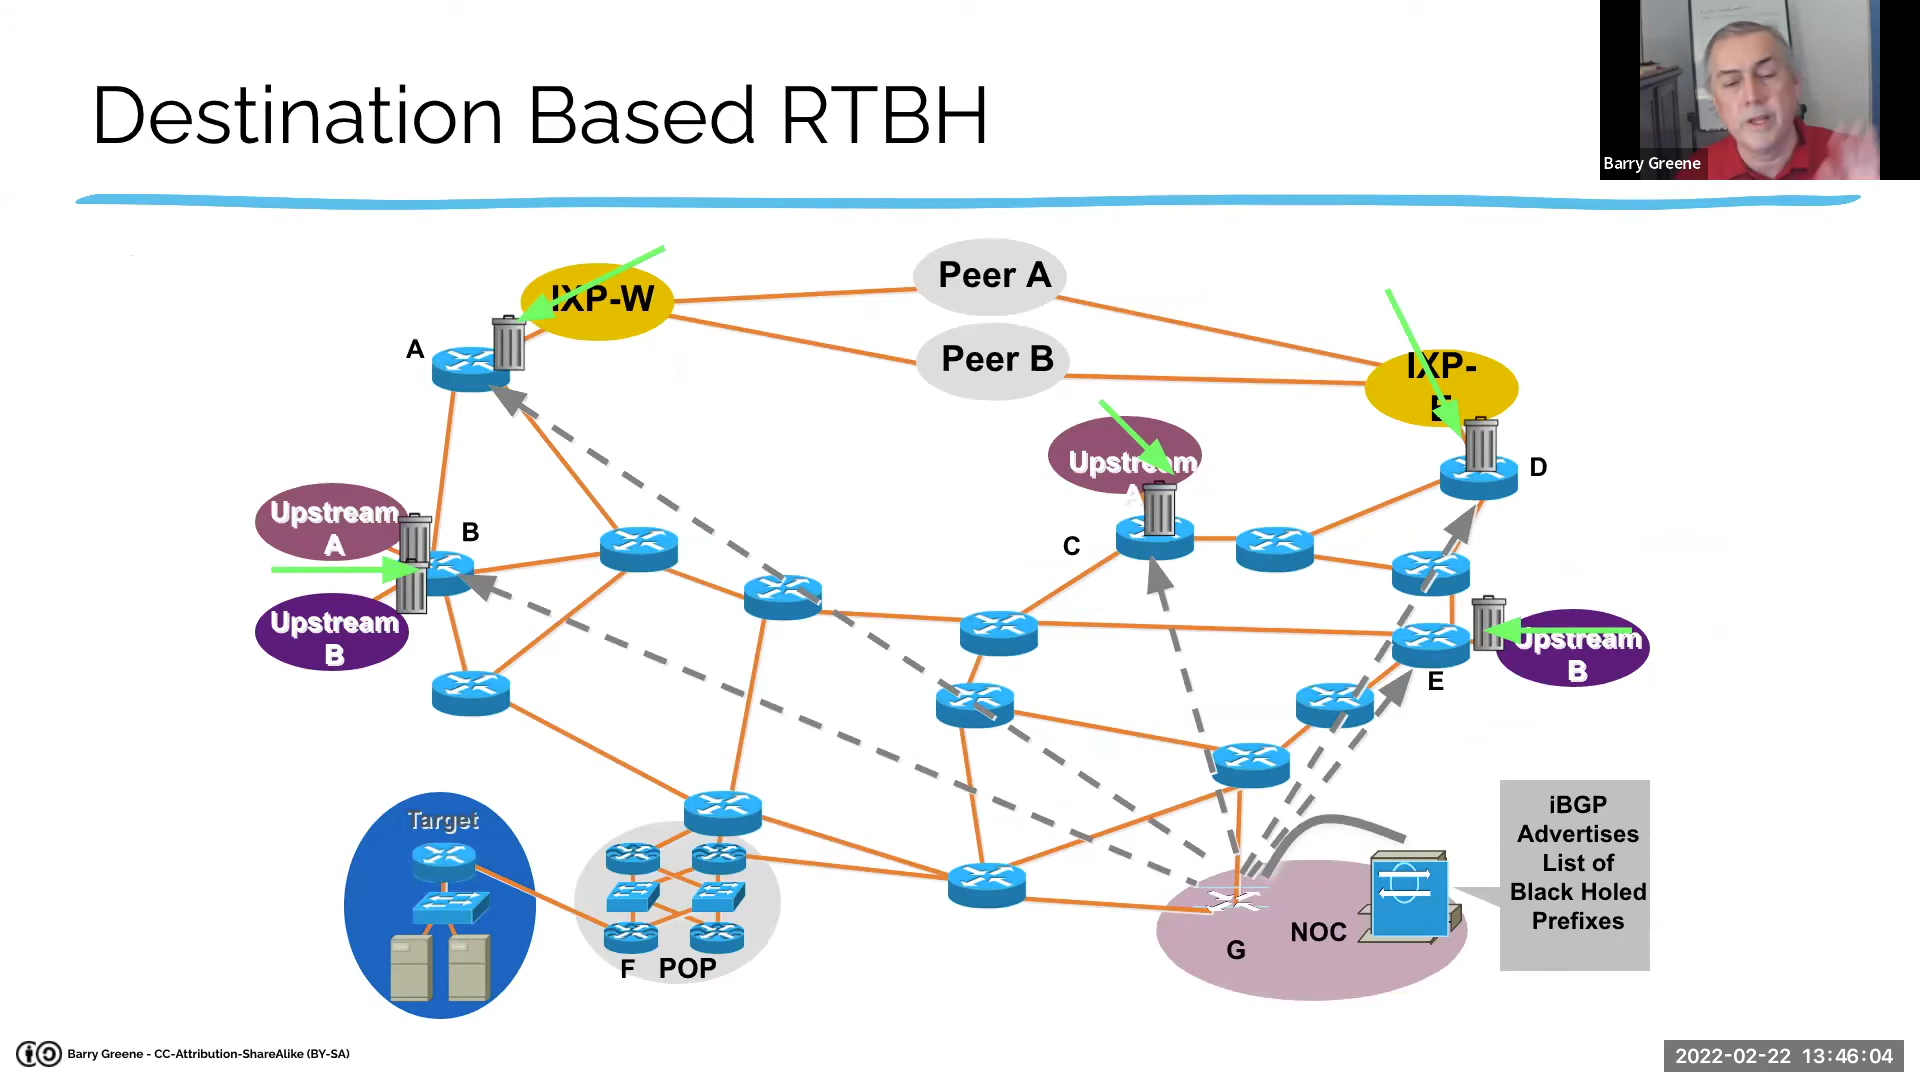 Destination Based RTBH
Barry Greene
IXP-W
Peer A
Peer B
A
IXP-
E
Upstream
A
D
Upstream
A
B
C
Upstream
B
Upstream
B
E
Target
F
POP
G
NOC
iBGP
Advertises
List of
Black Holed
Prefixes
Barry Greene - CC-Attribution-ShareAlike (BY-SA)
2022-02-22 13:46:04